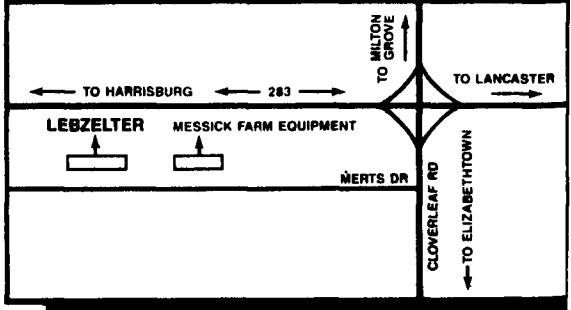 TO MILTON
GROVE
TO HARRISBURG
283
TO LANCASTER
LEBZELTER
MESSICK FARM EQUIPMENT
MERTS DR
CLOVERLEAF RD
TO ELIZABETHTOWN